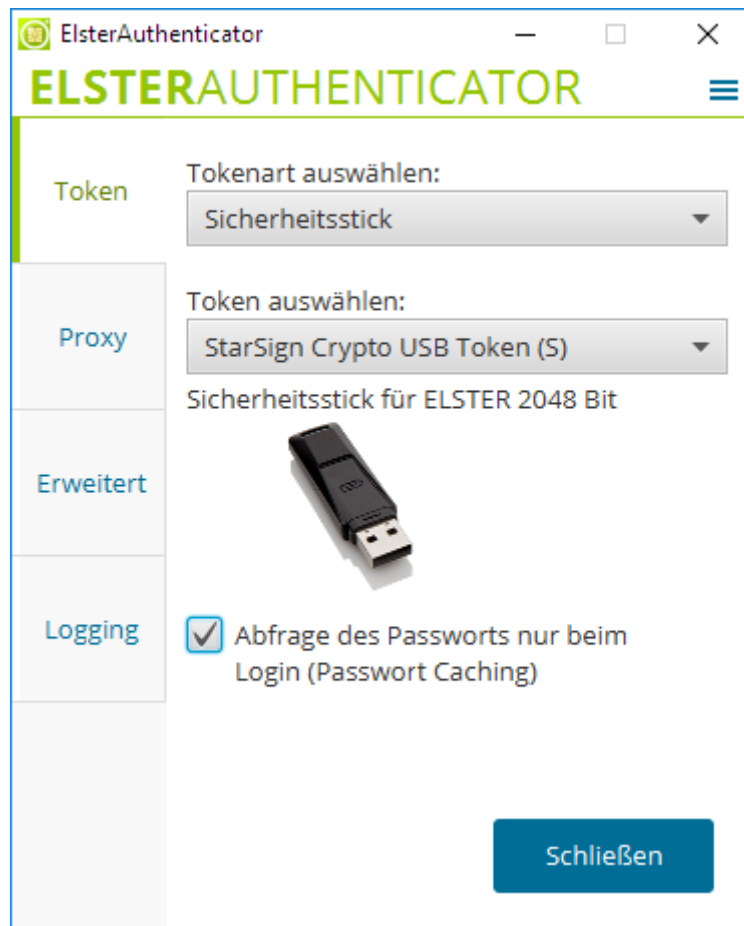 ElsterAuthenticator
ELSTERAUTHENTICATOR
Token
Tokenart auswählen:
Sicherheitsstick
Proxy
Token auswählen:
StarSign Crypto USB Token (S)
Sicherheitsstick für ELSTER 2048 Bit
Erweitert
Logging
Abfrage des Passworts nur beim
Login (Passwort Caching)
Schließen